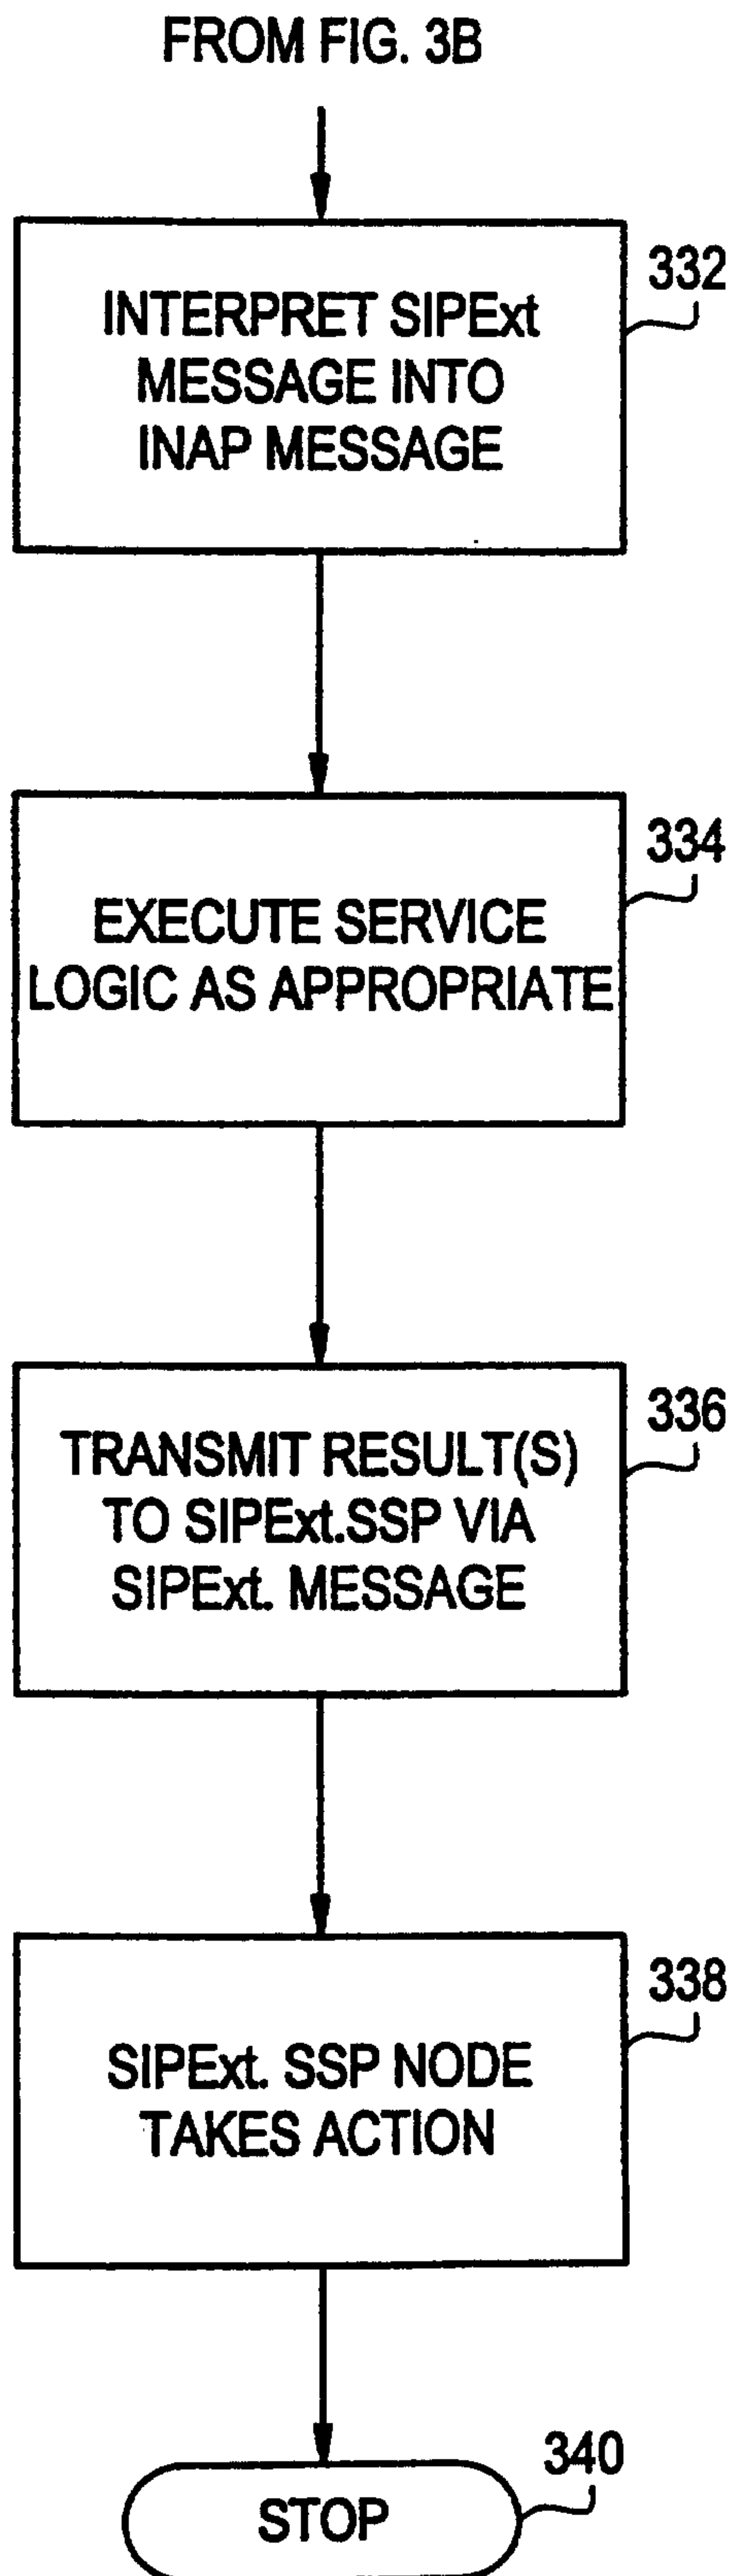 FROM FIG. 3B
332
INTERPRET SIPExt
MESSAGE INTO
INAP MESSAGE
334
EXECUTE SERVICE
LOGIC AS APPROPRIATE
336
TRANSMIT RESULT(S)
TO SIPExt.SSP VIA
SIPExt. MESSAGE
338
SIPExt. SSP NODE
TAKES ACTION
340
STOP